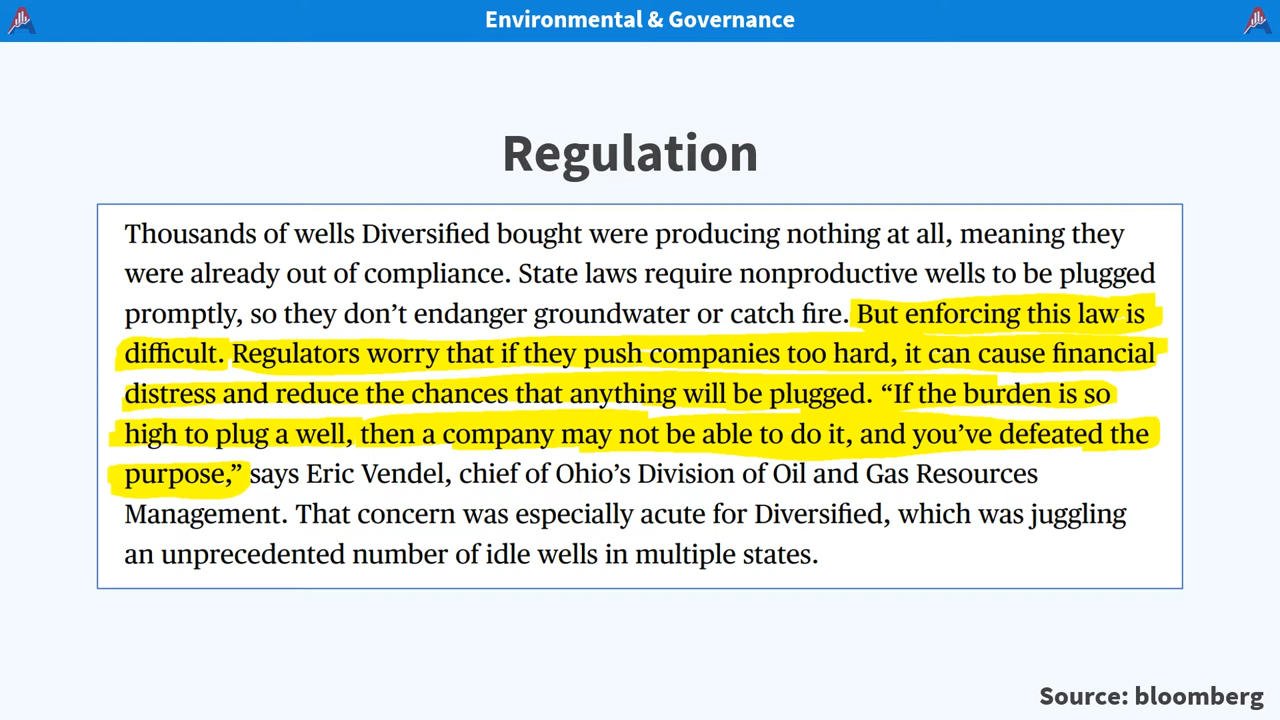 Environmental & Governance
Regulation
Thousands of wells Diversified bought were producing nothing at all, meaning they
were already out of compliance. State laws require nonproductive wells to be plugged
promptly, so they don’t endanger groundwater or catch fire. But enforcing this law is
difficult. Regulators worry that if they push companies too hard, it can cause financial
distress and reduce the chances that anything will be plugged. “If the burden is so
high to plug a well, then a company may not be able to do it, and you’ve defeated the
purpose,” says Eric Vendel, chief of Ohio’s Division of Oil and Gas Resources
Management. That concern was especially acute for Diversified, which was juggling
an unprecedented number of idle wells in multiple states.
Source: bloomberg